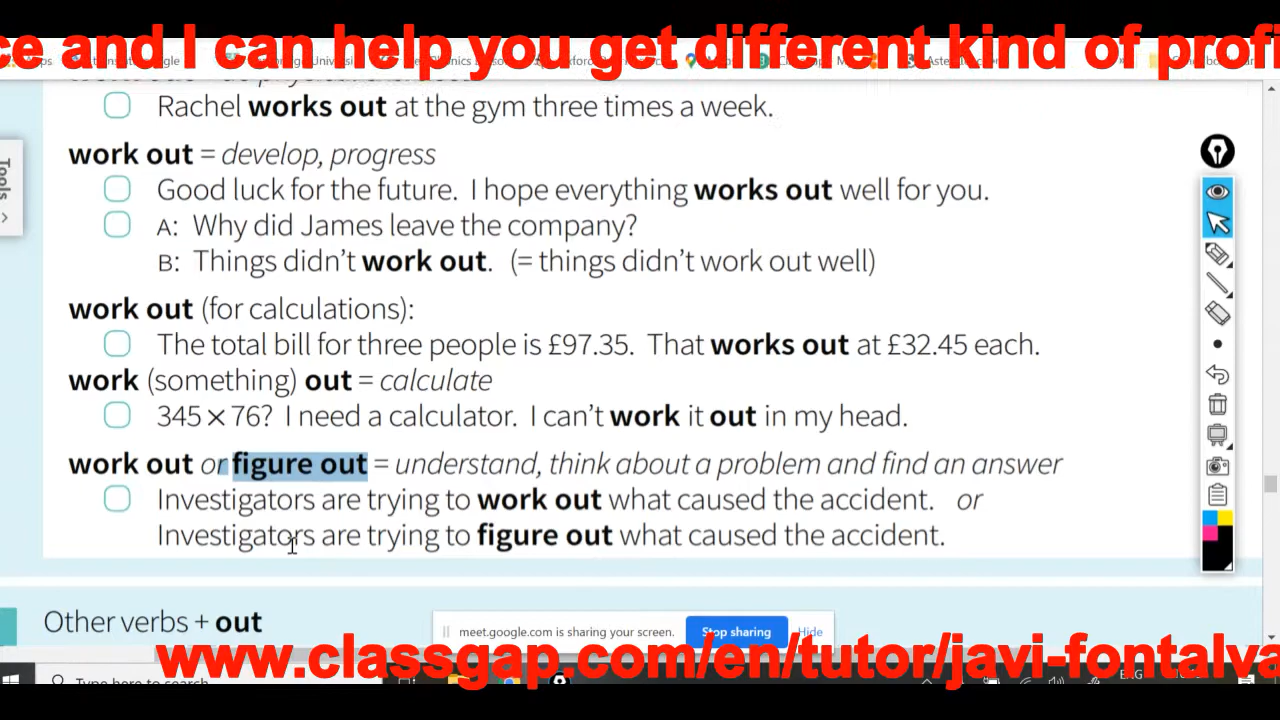 ce and I can help you get different kind of profi
Rachel works out at the gym three times a week.
work out = develop, progress
Good luck for the future. I hope everything works out well for you.
A: Why did James leave the company?
B: Things didn't work out. (= things didn't work out well)
work out (for calculations):
The total bill for three people is £97.35. That works out at £32.45 each.
work (something) out = calculate
345 × 76? I need a calculator. I can't work it out in my head.
work out or figure out = understand, think about a problem and find an answer
Investigators are trying to work out what caused the accident. or
Investigators are trying to figure out what caused the accident.
Tools
Other verbs + out
meet.google.com is sharing your screen. Stop sharing Hide
www.classgap.com/en/tutor/javi-fontalva
Type here to search
ENG